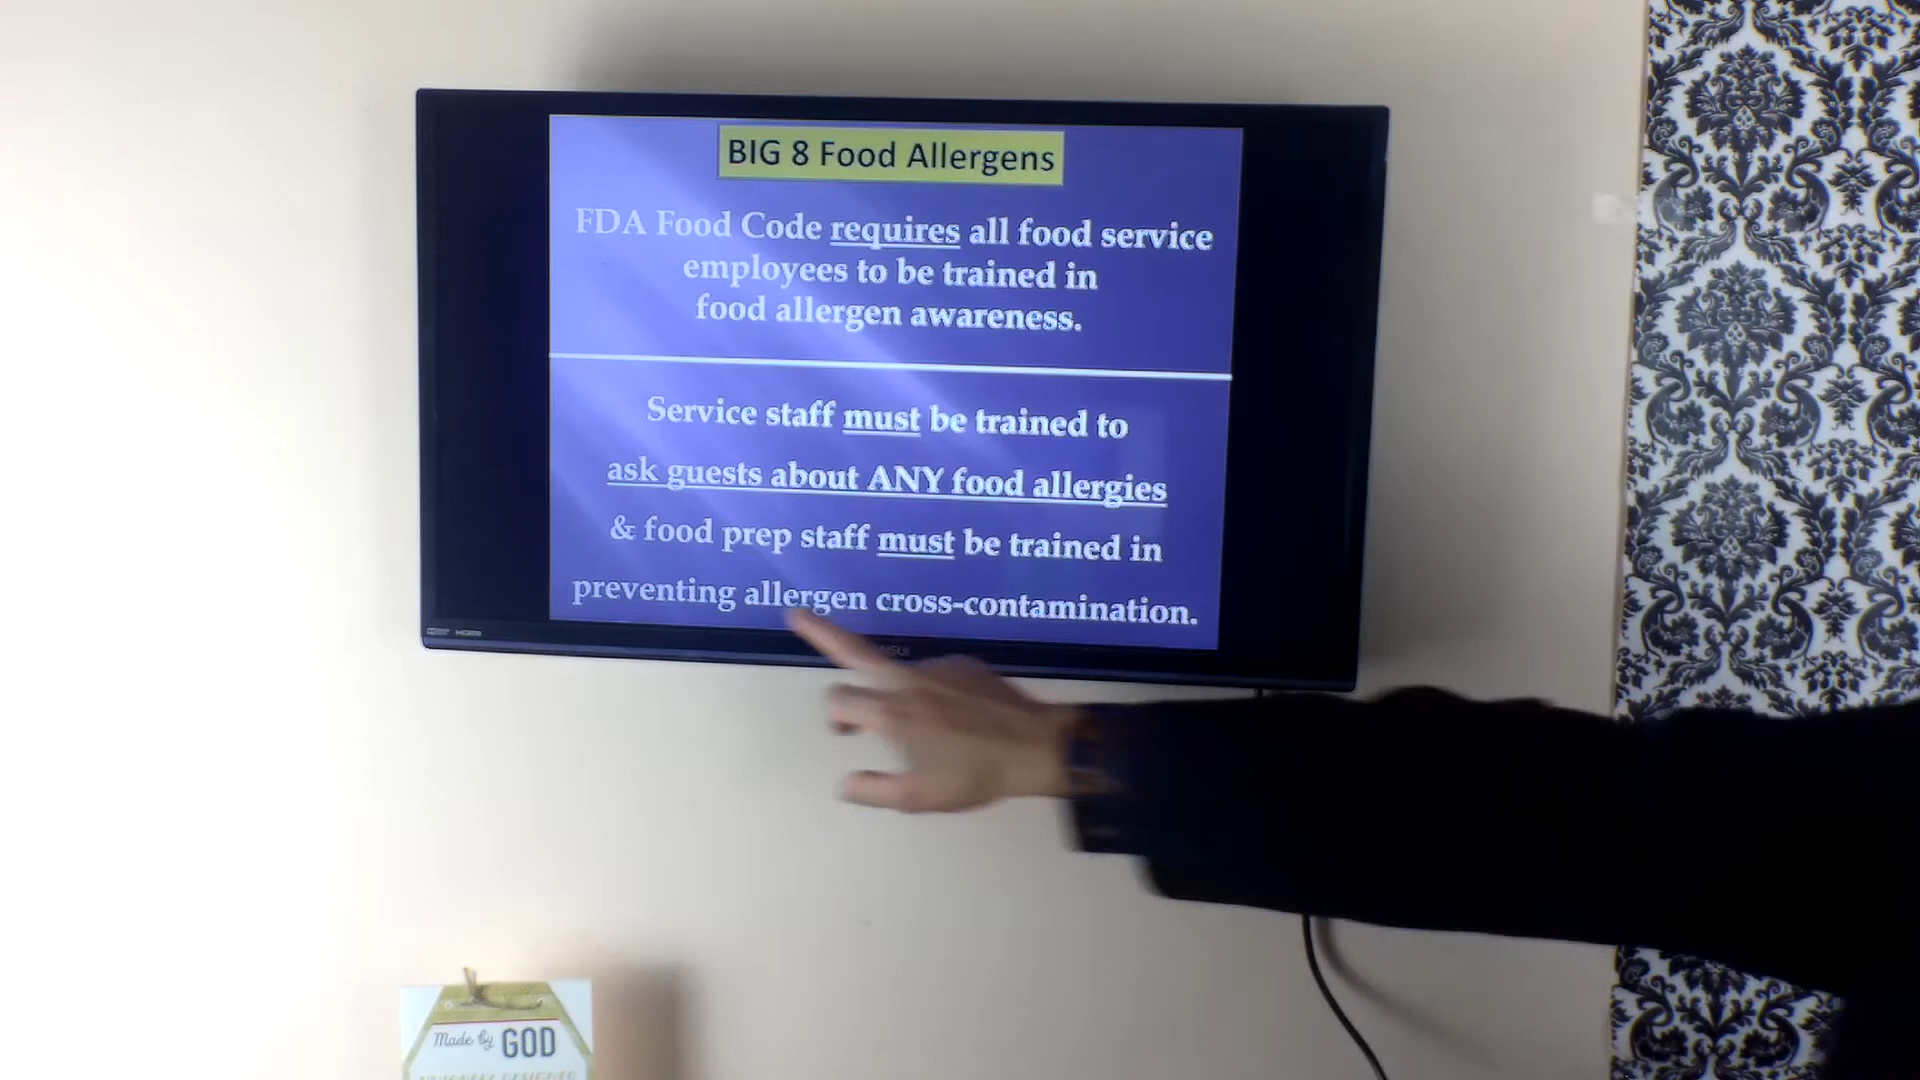 BIG 8 Food Allergens
FDA Food Code requires all food service
employees to be trained in
food allergen awareness.
Service staff must be trained to
ask guests about ANY food allergies
& food prep staff must be trained in
preventing allergen cross-contamination.
HDMI
Made by GOD